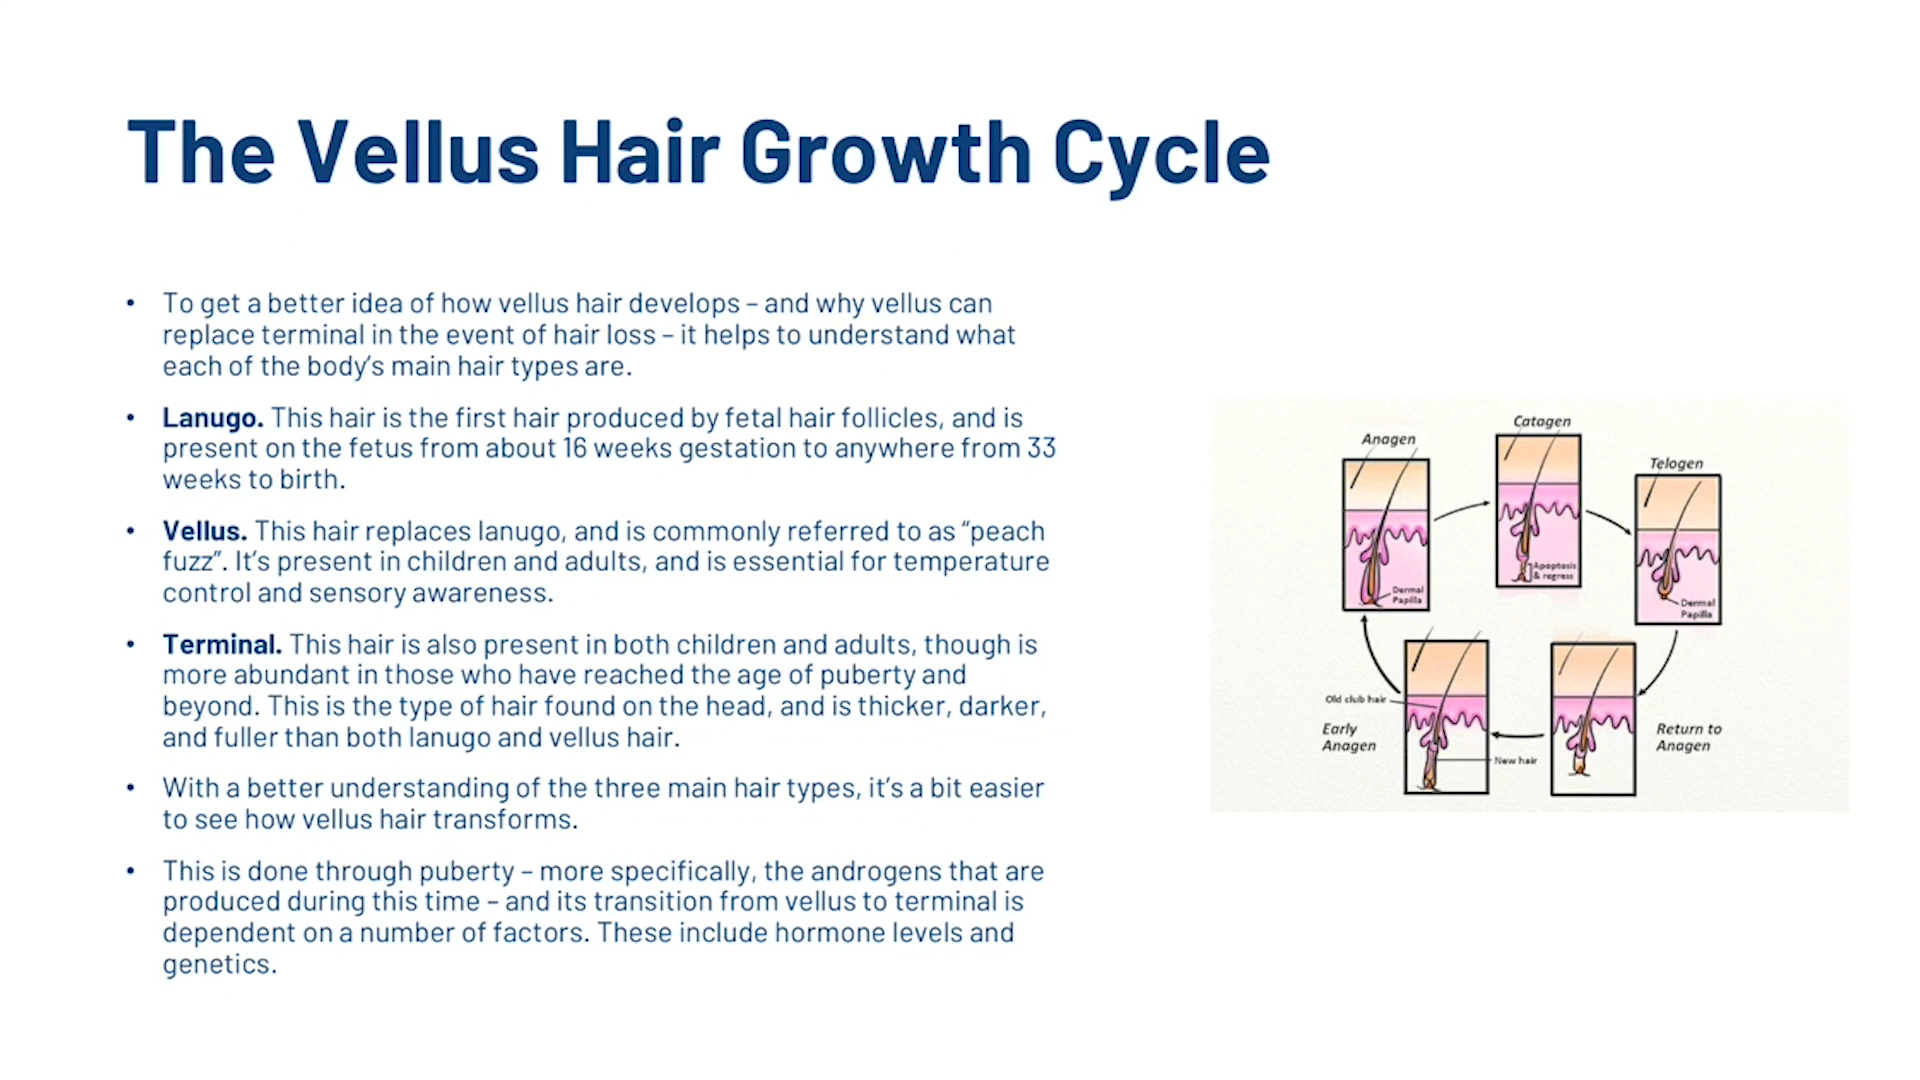 The Vellus Hair Growth Cycle
• To get a better idea of how vellus hair develops – and why vellus can
replace terminal in the event of hair loss – it helps to understand what
each of the body's main hair types are.
• Lanugo. This hair is the first hair produced by fetal hair follicles, and is
present on the fetus from about 16 weeks gestation to anywhere from 33
weeks to birth.
• Vellus. This hair replaces lanugo, and is commonly referred to as “peach
fuzz”. It's present in children and adults, and is essential for temperature
control and sensory awareness.
• Terminal. This hair is also present in both children and adults, though is
more abundant in those who have reached the age of puberty and
beyond. This is the type of hair found on the head, and is thicker, darker,
and fuller than both lanugo and vellus hair.
• With a better understanding of the three main hair types, it's a bit easier
to see how vellus hair transforms.
• This is done through puberty – more specifically, the androgens that are
produced during this time – and its transition from vellus to terminal is
dependent on a number of factors. These include hormone levels and
genetics.
Anagen
Dermal
Papilla
Catagen
Apoptosis
& regress
Telogen
Dermal
Papilla
Return to
Anagen
Early
Anagen
Old club hair
New hair